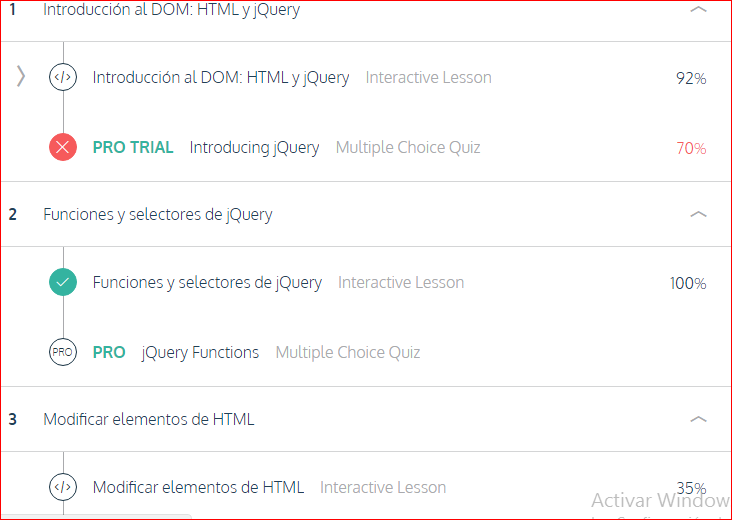 1 Introducción al DOM: HTML y jQuery
</> Introducción al DOM: HTML y jQuery Interactive Lesson 92%
PRO TRIAL Introducing jQuery Multiple Choice Quiz 70%
2 Funciones y selectores de jQuery
Funciones y selectores de jQuery Interactive Lesson 100%
PRO PRO jQuery Functions Multiple Choice Quiz
3 Modificar elementos de HTML
</> Modificar elementos de HTML Interactive Lesson 35%
Activar Window